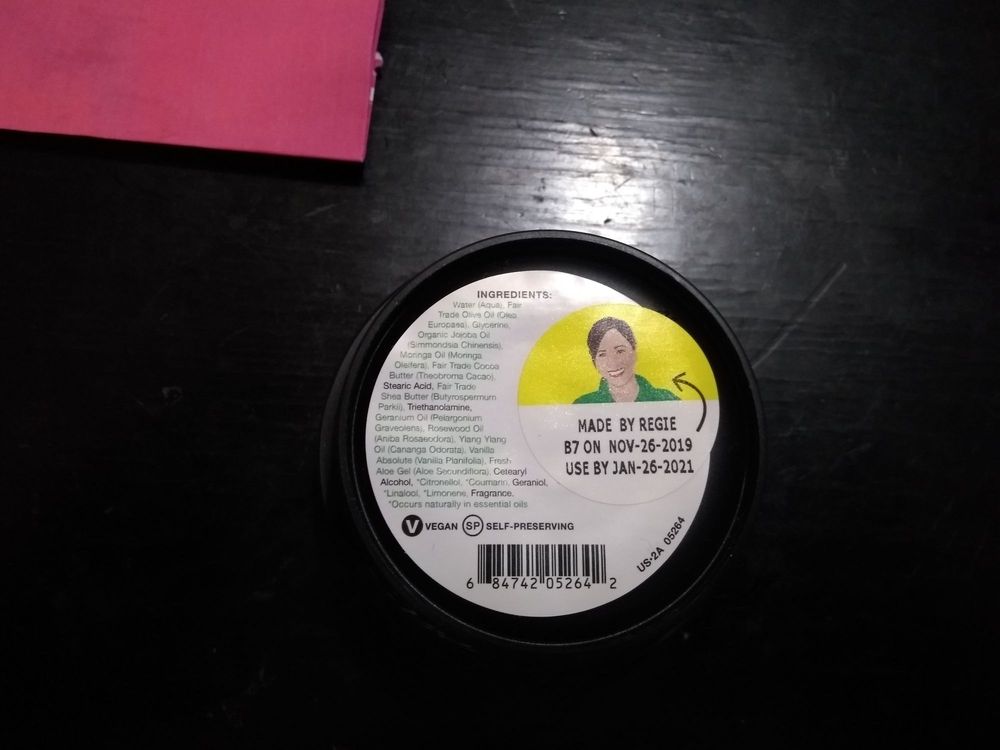 INGREDIENTS:
Water (Aqua), Fair
Trade Olive Oil (Olea
Europaea), Glycerine,
Organic Jojoba Oil
(Simmondsia Chinensis),
Moringa Oil (Moringa
Oleifera), Fair Trade Cocoa
Butter (Theobroma Cacao),
Stearic Acid, Fair Trade
Shea Butter (Butyrospermum
Parkii), Triethanolamine,
Geranium Oil (Pelargonium
Graveolens), Rosewood Oil
(Aniba Rosaeodora), Ylang Ylang
Oil (Cananga Odorata), Vanilla
Absolute (Vanilla Planifolia), Fresh
Aloe Gel (Aloe Secundiflora), Cetearyl
Alcohol, *Citronellol, *Coumarin, Geraniol,
*Linalool, *Limonene, Fragrance.
*Occurs naturally in essential oils
V VEGAN SP SELF-PRESERVING
6 84742 05264 2
MADE BY REGIE
B7 ON NOV-26-2019
USE BY JAN-26-2021
US-2A 05264